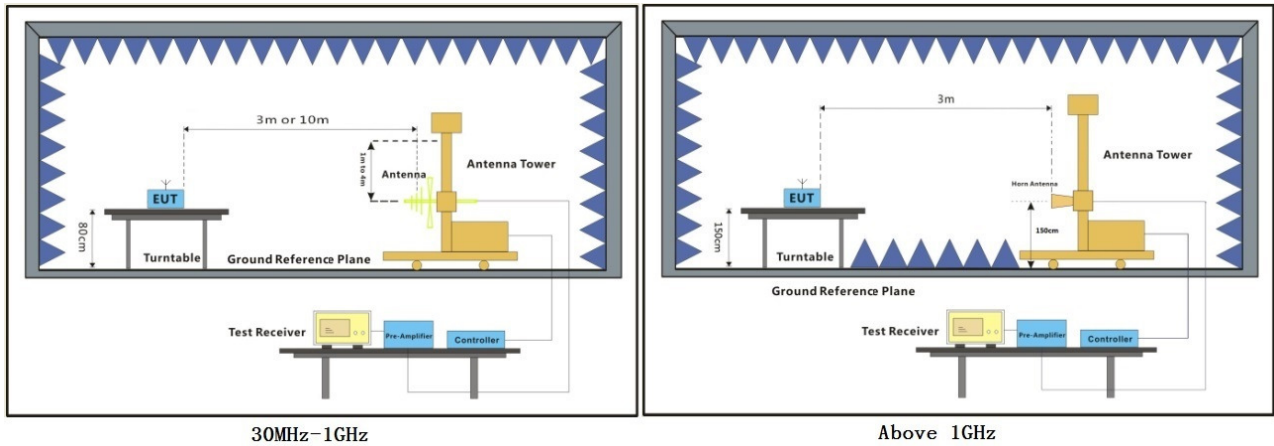 3m or 10m
1m to 4m
Antenna
Antenna Tower
EUT
80cm
Turntable
Ground Reference Plane
Test Receiver
Pre-Amplifier
Controller
30MHz-1GHz
3m
Antenna Tower
Horn Antenna
EUT
150cm
150cm
Turntable
Ground Reference Plane
Test Receiver
Pre-Amplifier
Controller
Above 1GHz